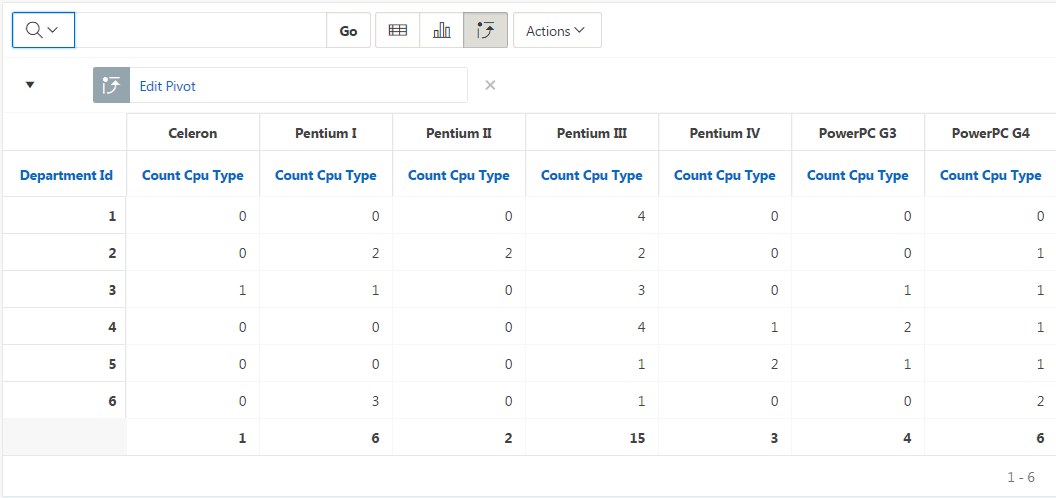 Go Actions
Edit Pivot
Celeron Pentium I Pentium II Pentium III Pentium IV PowerPC G3 PowerPC G4
Department Id Count Cpu Type Count Cpu Type Count Cpu Type Count Cpu Type Count Cpu Type Count Cpu Type Count Cpu Type
1 0 0 0 4 0 0 0
2 0 2 2 2 0 0 1
3 1 1 0 3 0 1 1
4 0 0 0 4 1 2 1
5 0 0 0 1 2 1 1
6 0 3 0 1 0 0 2
1 6 2 15 3 4 6
1 - 6